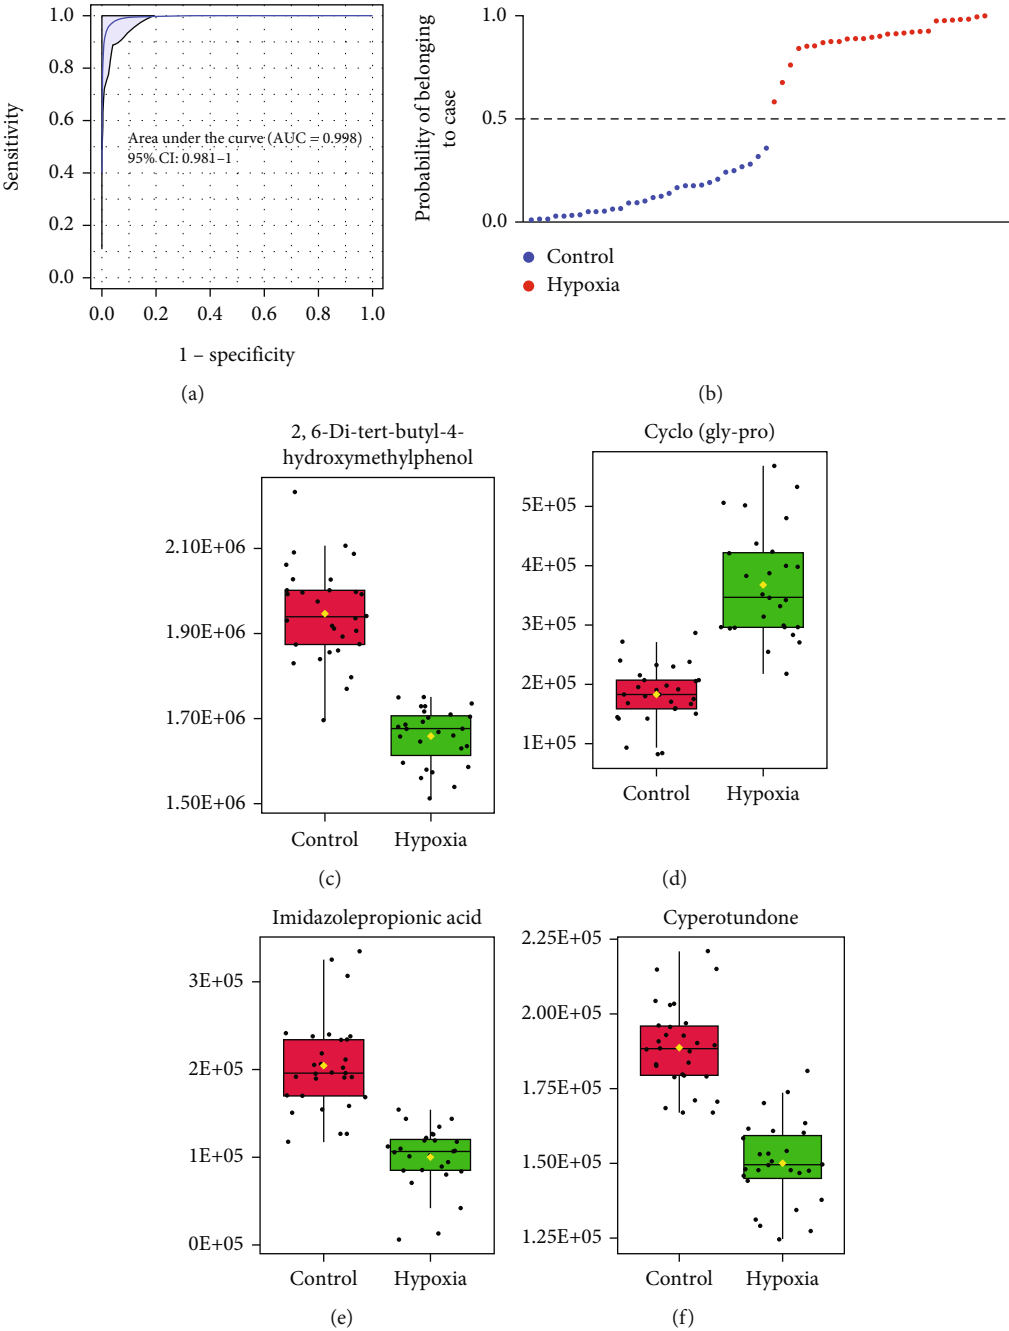 1.0
0.8
0.6
0.4
0.2
0.0
Sensitivity
Area under the curve (AUC = 0.998)
95% CI: 0.981–1
0.0 0.2 0.4 0.6 0.8 1.0
1 – specificity
(a)
Probability of belonging
to case
1.0
0.5
0.0
Control
Hypoxia
(b)
2, 6-Di-tert-butyl-4-
hydroxymethylphenol
2.10E+06
1.90E+06
1.70E+06
1.50E+06
Control Hypoxia
(c)
Cyclo (gly-pro)
5E+05
4E+05
3E+05
2E+05
1E+05
Control Hypoxia
(d)
Imidazolepropionic acid
3E+05
2E+05
1E+05
0E+05
Control Hypoxia
(e)
Cyperotundone
2.25E+05
2.00E+05
1.75E+05
1.50E+05
1.25E+05
Control Hypoxia
(f)